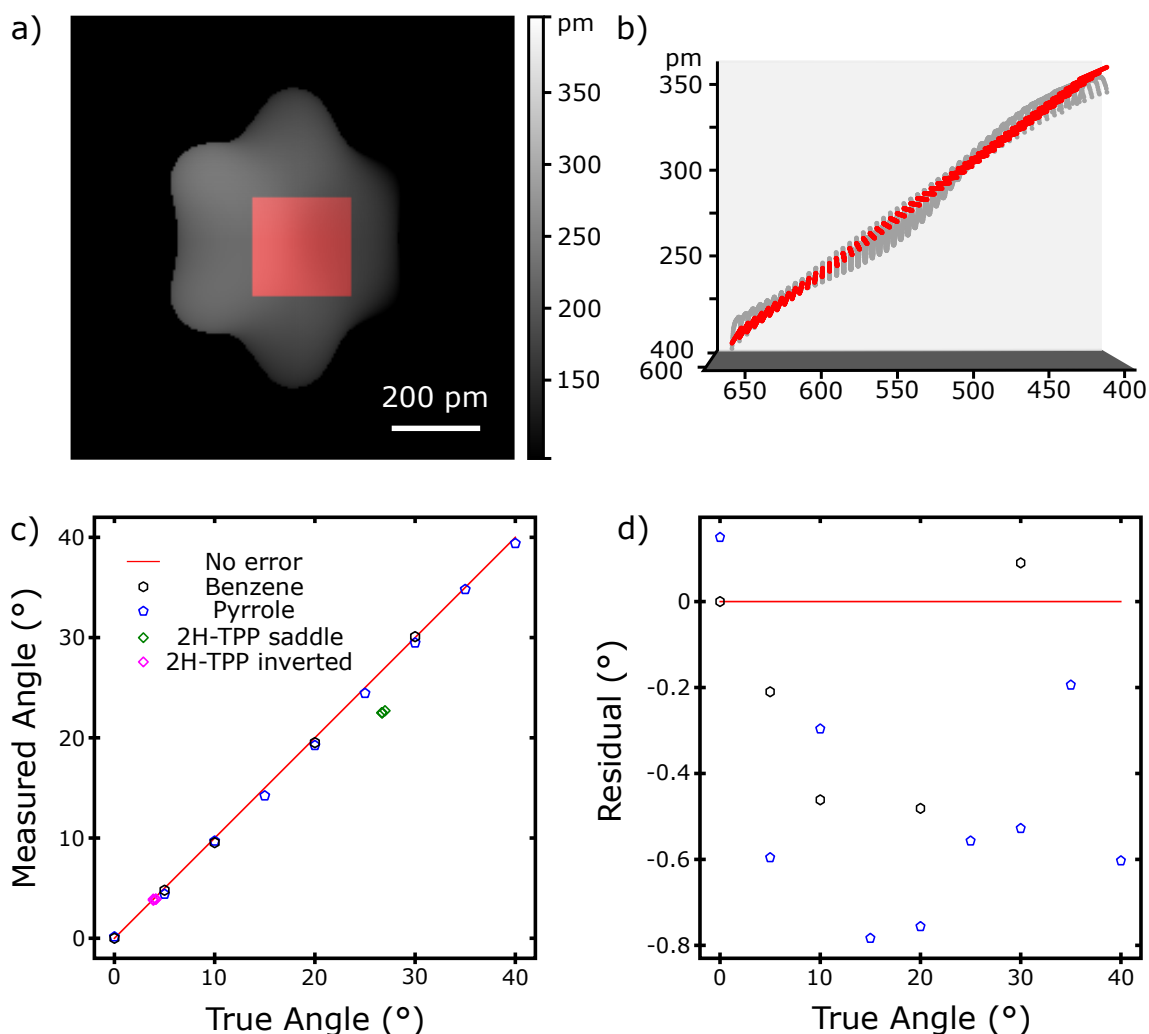 a)
pm
350
300
250
200
150
200 pm
b)
pm
350
300
250
400
600
650
600
550
500
450
400
c)
40
30
20
10
0
Measured Angle (°)
No error
Benzene
Pyrrole
2H-TPP saddle
2H-TPP inverted
0
10
20
30
40
True Angle (°)
d)
0
-0.2
-0.4
-0.6
-0.8
Residual (°)
0
10
20
30
40
True Angle (°)